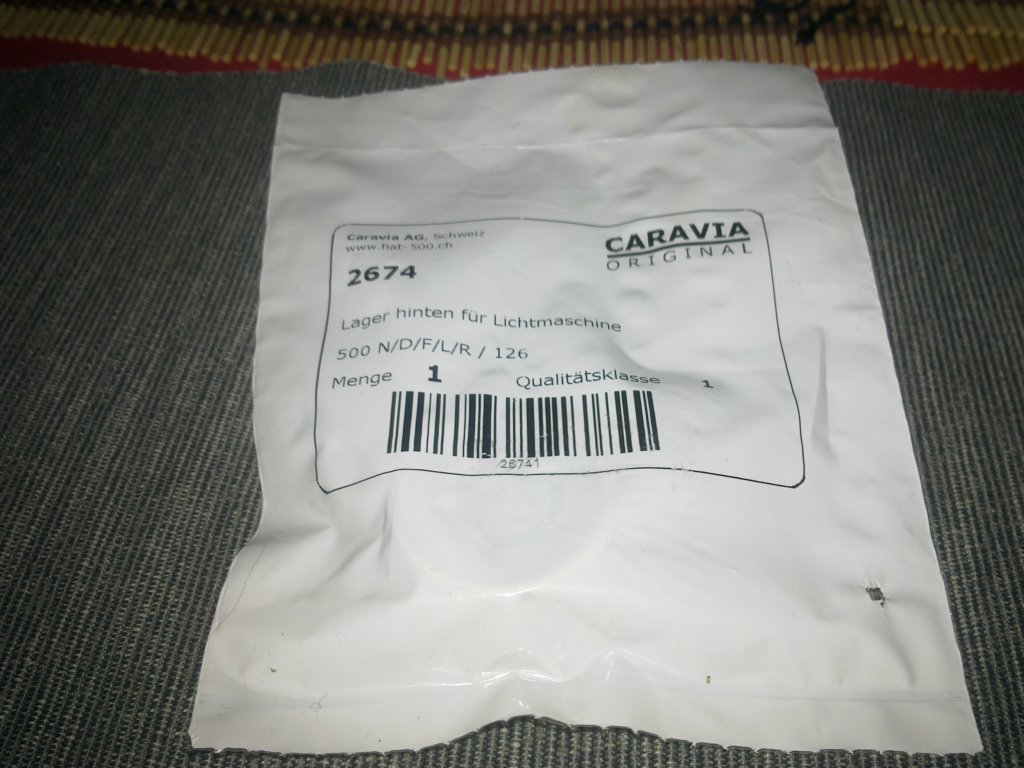 Caravia AG, Schweiz
www.fiat-500.ch
CARAVIA
ORIGINAL
2674
Lager hinten für Lichtmaschine
500 N/D/F/L/R / 126
Menge 1 Qualitätsklasse 1
26741